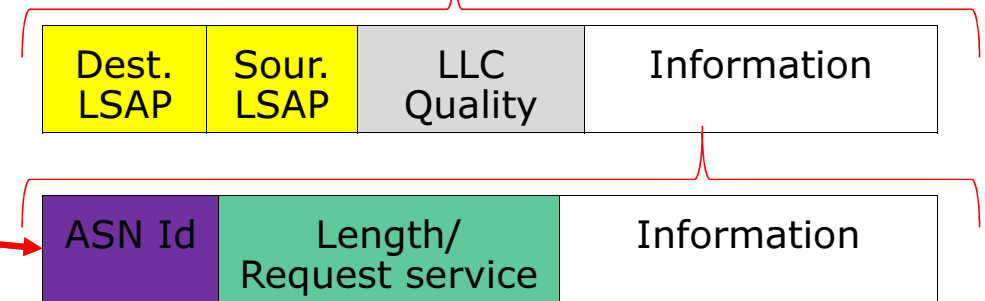 Dest. LSAP
Sour. LSAP
LLC Quality
Information
ASN Id
Length/ Request service
Information